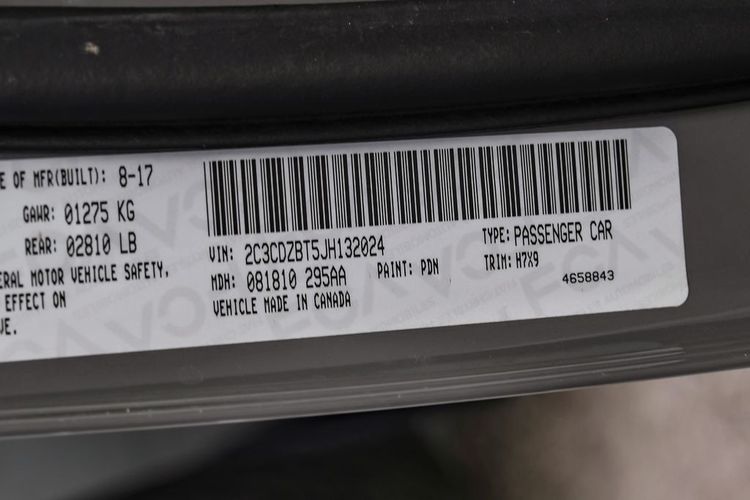 E OF MFR(BUILT): 8-17
GAWR: 01275 KG
REAR: 02810 LB
ERAL MOTOR VEHICLE SAFETY,
EFFECT ON
VE.
VIN: 2C3CDZBT5JH132024
TYPE: PASSENGER CAR
MDH: 081810 295AA
PAINT: PDN
TRIM: H7X9
VEHICLE MADE IN CANADA
4658843